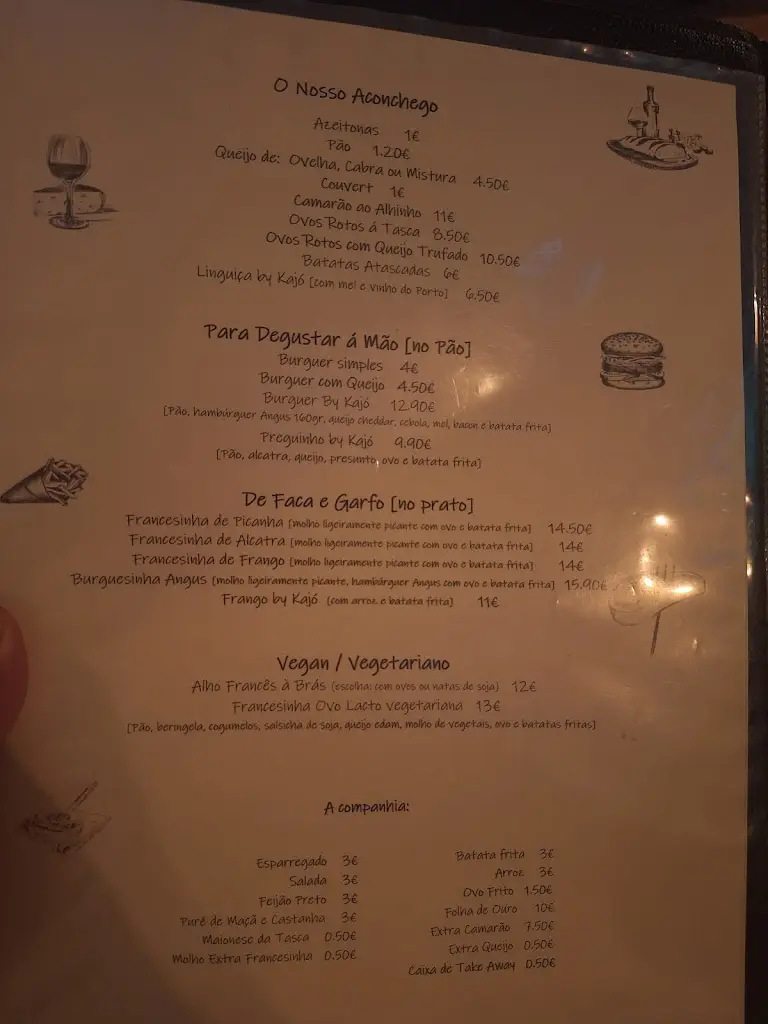 O Nosso Aconchego
Azeitonas 1€
Pão 1.20€
Queijo de: Ovelha, Cabra ou Mistura 4.50€
Couvert 1€
Camarão ao Alhinho 11€
Ovos Rotos á Tasca 8.50€
Ovos Rotos com Queijo Trufado 10.50€
Batatas Atascadas 6€
Linguiça by Kajó [com mel e vinho do Porto] 6.50€
Para Degustar á Mão [no Pão]
Burguer simples 4€
Burguer com Queijo 4.50€
Burguer By Kajó 12.90€
[Pão, hambúrguer Angus 160gr, queijo cheddar, cebola, mel, bacon e batata frita]
Preguinho by Kajó 9.90€
[Pão, alcatra, queijo, presunto, ovo e batata frita]
De Faca e Garfo [no prato]
Francesinha de Picanha [molho ligeiramente picante com ovo e batata frita] 14.50€
Francesinha de Alcatra [molho ligeiramente picante com ovo e batata frita] 14€
Francesinha de Frango [molho ligeiramente picante com ovo e batata frita] 14€
Burguesinha Angus [molho ligeiramente picante, hambúrguer Angus com ovo e batata frita] 15.90€
Frango by Kajó [com arroz e batata frita] 11€
Vegan / Vegetariano
Alho Francês à Brás (escolha: com ovos ou natas de soja) 12€
Francesinha Ovo Lacto vegetariana 13€
[Pão, beringela, cogumelos, salsicha de soja, queijo edam, molho de vegetais, ovo e batatas fritas]
A companhia:
Esparregado 3€
Salada 3€
Feijão Preto 3€
Puré de Maçã e Castanha 3€
Maionese da Tasca 0.50€
Molho Extra Francesinha 0.50€
Batata frita 3€
Arroz 3€
Ovo Frito 1.50€
Folha de Ouro 10€
Extra Camarão 7.50€
Extra Queijo 0.50€
Caixa de Take Away 0.50€